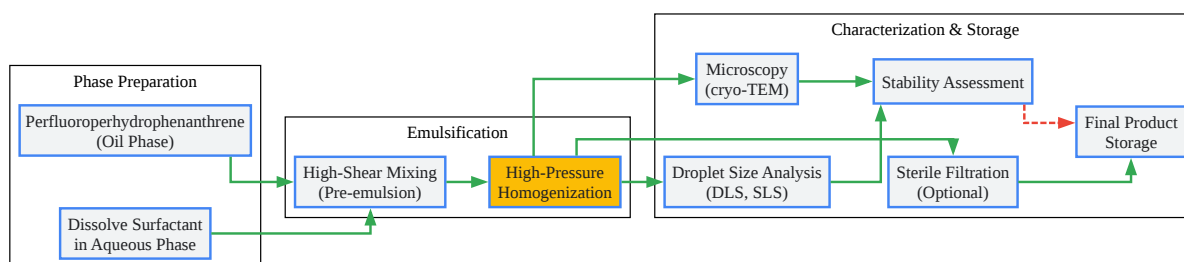 Phase Preparation
Perfluoroperhydrophenanthrene
(Oil Phase)
Dissolve Surfactant
in Aqueous Phase
Emulsification
High-Shear Mixing
(Pre-emulsion)
High-Pressure
Homogenization
Characterization & Storage
Microscopy
(cryo-TEM)
Stability Assessment
Droplet Size Analysis
(DLS, SLS)
Sterile Filtration
(Optional)
Final Product
Storage